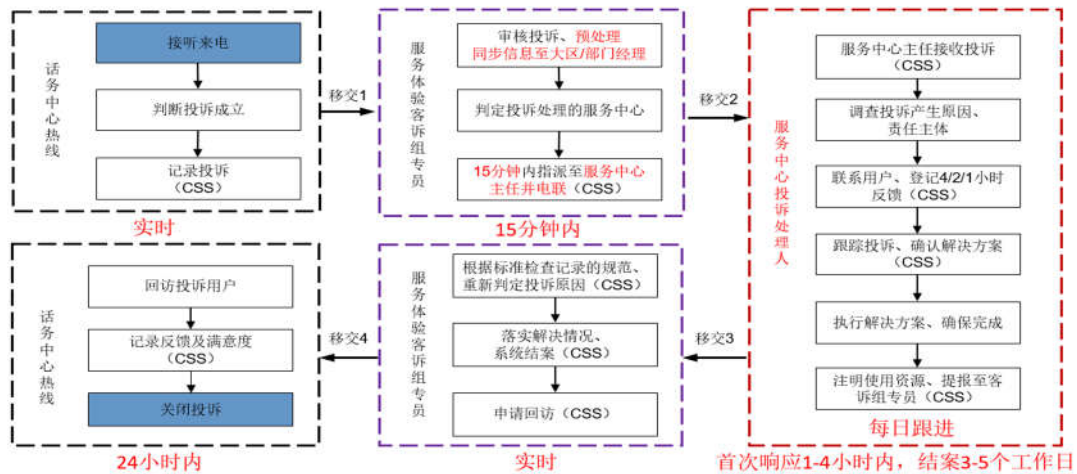 话务中心热线
接听来电
判断投诉成立
记录投诉
（CSS）
实时
移交1
服务体验客诉组专员
审核投诉、预处理
同步信息至大区/部门经理
判定投诉处理的服务中心
15分钟内指派至服务中心
主任并电联（CSS）
15分钟内
移交2
服务中心投诉处理人
服务中心主任接收投诉
（CSS）
调查投诉产生原因、
责任主体
联系用户、登记4/2/1小时
反馈（CSS）
跟踪投诉、确认解决方案
（CSS）
执行解决方案、确保完成
注明使用资源、提报至客
诉组专员（CSS）
每日跟进
首次响应1-4小时内，结案3-5个工作日
移交3
服务体验客诉组专员
根据标准检查记录的规范、
重新判定投诉原因（CSS）
落实解决情况、
系统结案（CSS）
申请回访（CSS）
实时
移交4
话务中心热线
回访投诉用户
记录反馈及满意度
（CSS）
关闭投诉
24小时内